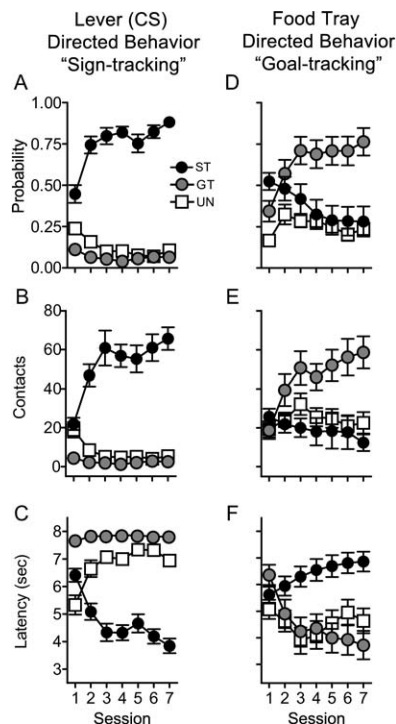 Lever (CS)
Directed Behavior
“Sign-tracking”
Food Tray
Directed Behavior
“Goal-tracking”
A
Probability
1.00
0.75
0.50
0.25
0.00
ST
GT
UN
D
B
Contacts
80
60
40
20
0
E
C
Latency (sec)
8
7
6
5
4
3
1 2 3 4 5 6 7
Session
F
1 2 3 4 5 6 7
Session